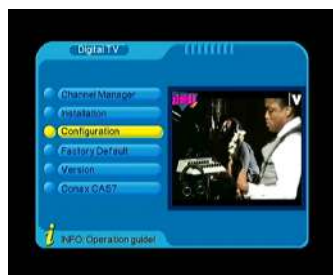 Digital TV
Channel Manager
Installation
Configuration
Factory Default
Version
Conax CAS7
INFO: Operation guide!